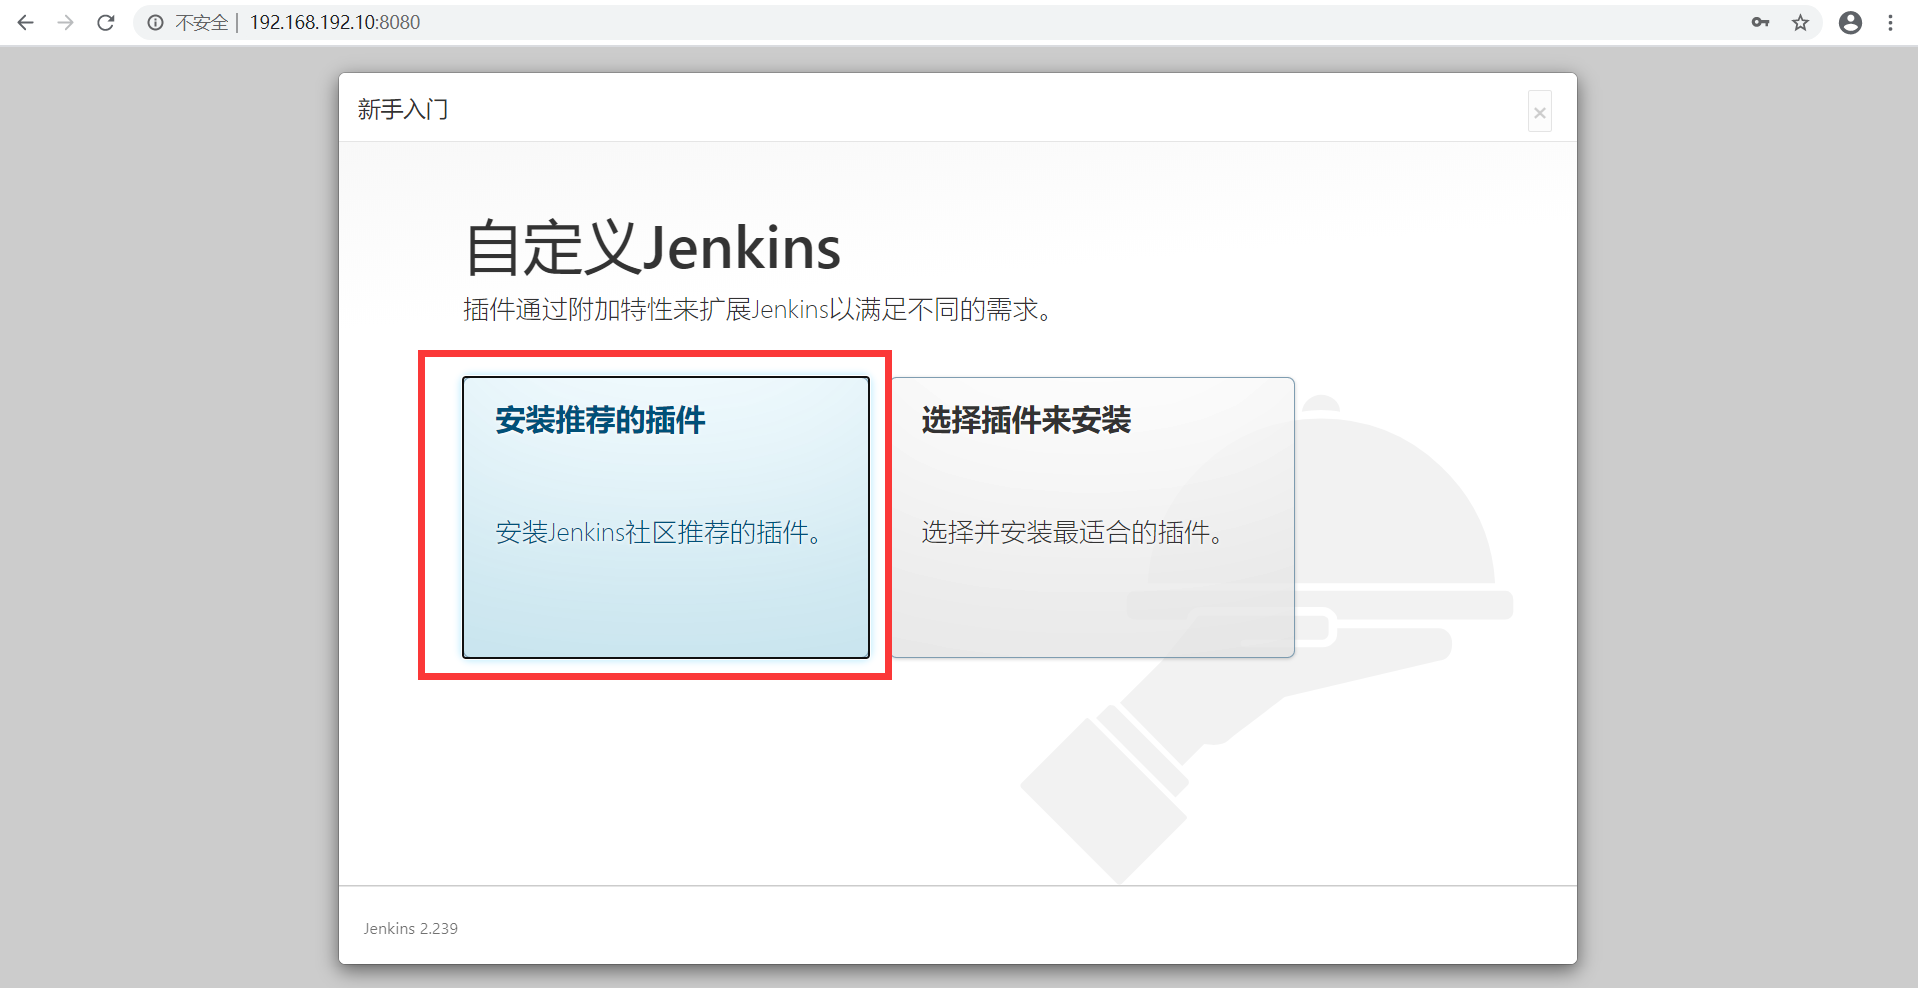 不安全 | 192.168.192.10:8080
新手入门
×
自定义Jenkins
插件通过附加特性来扩展Jenkins以满足不同的需求。
安装推荐的插件
安装Jenkins社区推荐的插件。
选择插件来安装
选择并安装最适合的插件。
Jenkins 2.239